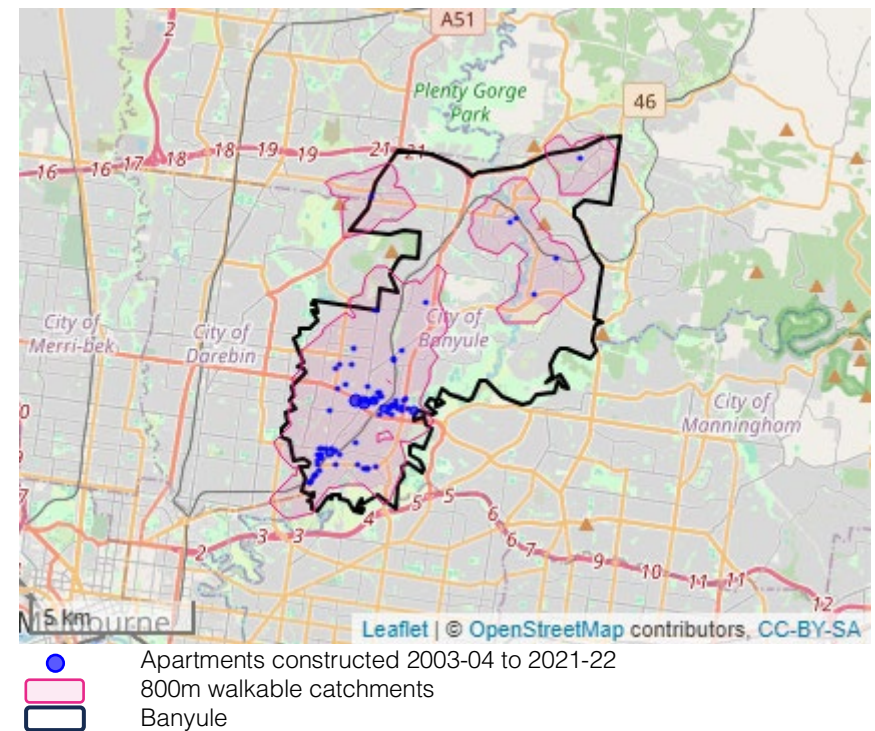 A51
2
Plenty Gorge
Park
46
16 16 17 18 18 19 19 21 21
City of
Merri-bek
City of
Darebin
City of
Banyule
City of
Manningham
0
9
7
2 3 3 4 5 5 6 6 7 9 10 11 11 12
5 km
Melbourne
Leaflet | © OpenStreetMap contributors, CC-BY-SA
Apartments constructed 2003-04 to 2021-22
800m walkable catchments
Banyule